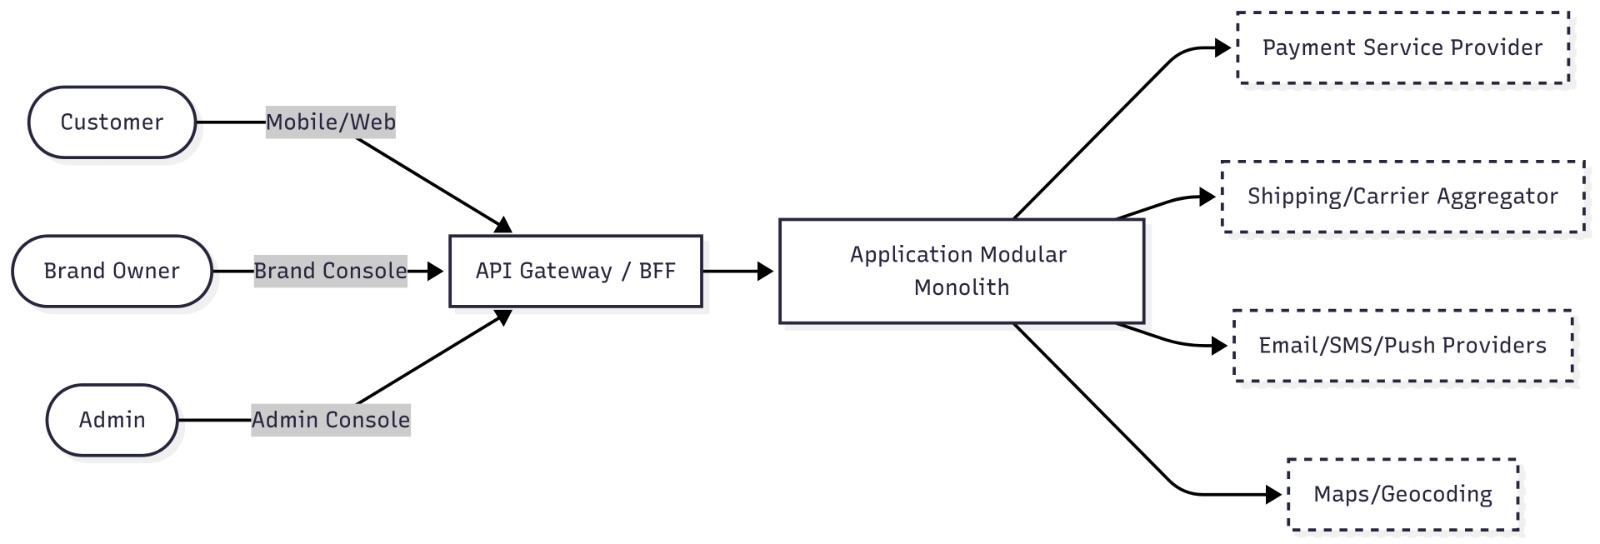 Customer
Mobile/Web
Brand Owner
Brand Console
Admin
Admin Console
API Gateway / BFF
Application Modular
Monolith
Payment Service Provider
Shipping/Carrier Aggregator
Email/SMS/Push Providers
Maps/Geocoding